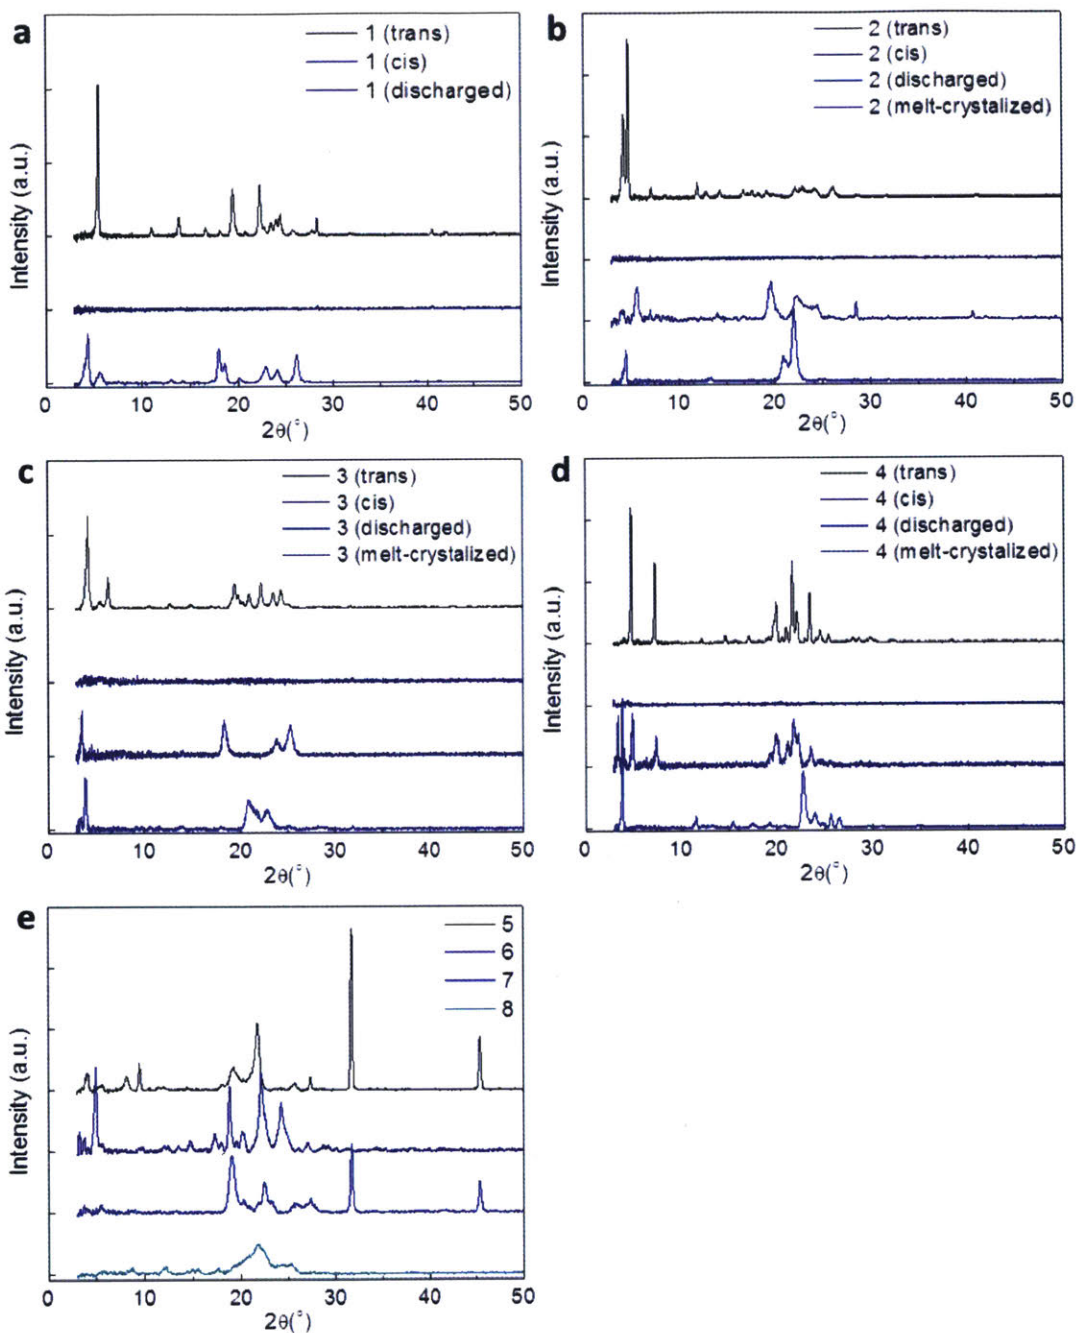 a
1 (trans)
1 (cis)
1 (discharged)
Intensity (a.u.)
0 10 20 30 40 50
2θ(°)
b
2 (trans)
2 (cis)
2 (discharged)
2 (melt-crystalized)
Intensity (a.u.)
0 10 20 30 40 50
2θ(°)
c
3 (trans)
3 (cis)
3 (discharged)
3 (melt-crystalized)
Intensity (a.u.)
0 10 20 30 40 50
2θ(°)
d
4 (trans)
4 (cis)
4 (discharged)
4 (melt-crystalized)
Intensity (a.u.)
0 10 20 30 40 50
2θ(°)
e
5
6
7
8
Intensity (a.u.)
0 10 20 30 40 50
2θ(°)